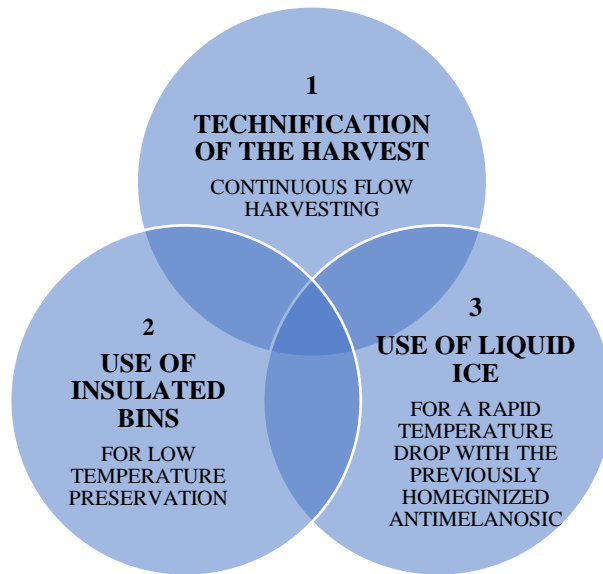 1
TECHNIFICATION
OF THE HARVEST
CONTINUOUS FLOW
HARVESTING
2
USE OF
INSULATED
BINS
FOR LOW
TEMPERATURE
PRESERVATION
3
USE OF LIQUID
ICE
FOR A RAPID
TEMPERATURE
DROP WITH THE
PREVIOUSLY
HOMEGINIZED
ANTIMELANOSIC